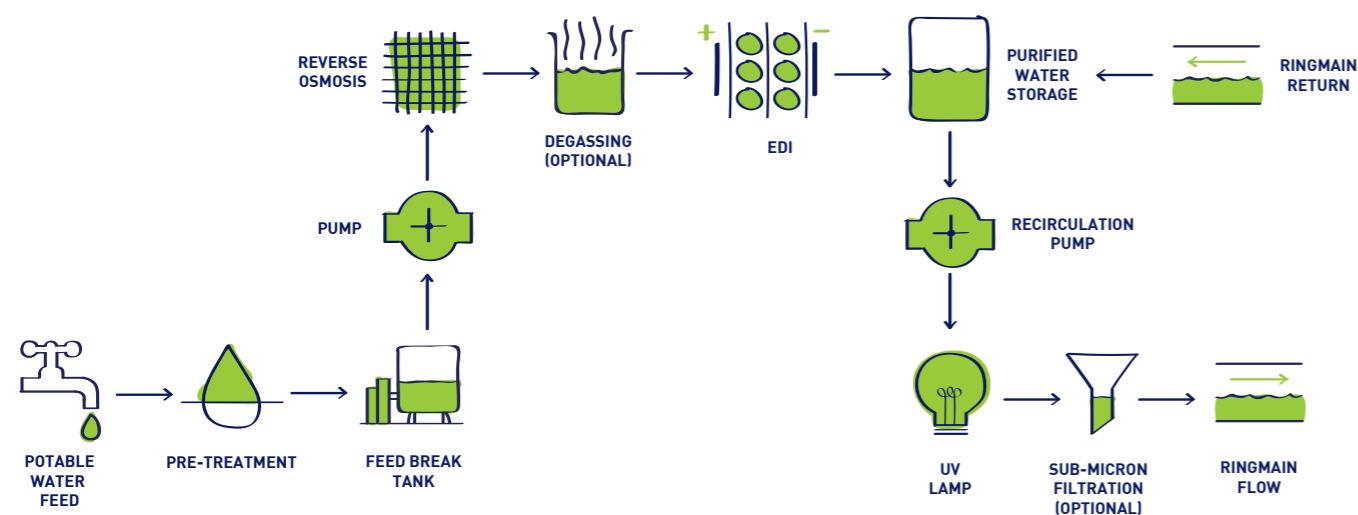 REVERSE
OSMOSIS
DEGASSING
(OPTIONAL)
+
−
EDI
PURIFIED
WATER
STORAGE
RINGMAIN
RETURN
PUMP
RECIRCULATION
PUMP
POTABLE
WATER
FEED
PRE-TREATMENT
FEED BREAK
TANK
UV
LAMP
SUB-MICRON
FILTRATION
(OPTIONAL)
RINGMAIN
FLOW